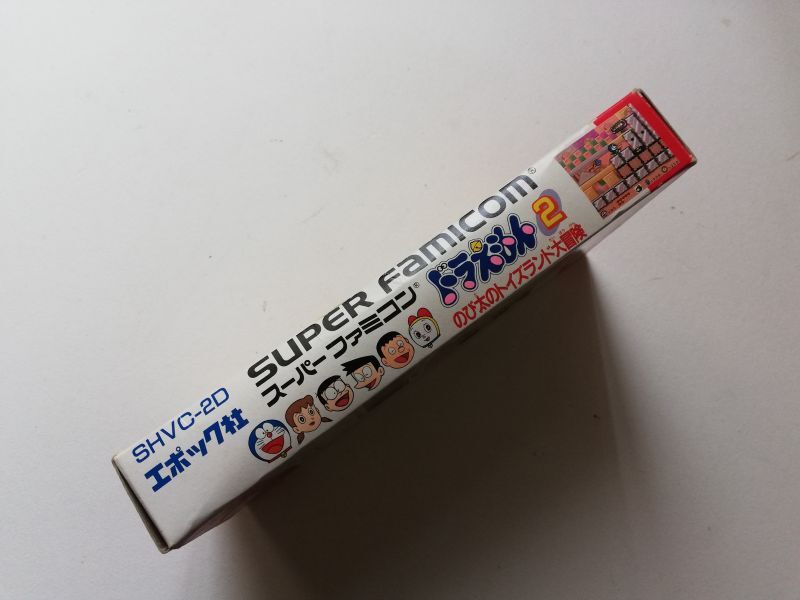 SHVC-2D
エポック社
SUPER Famicom®
スーパーファミコン®
ドラえもん2
のび太のトイズランド大冒険